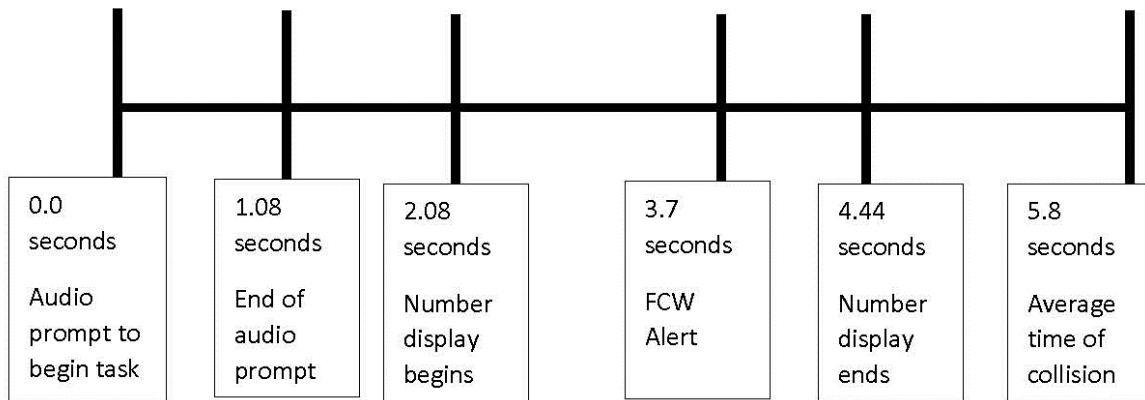 0.0
seconds
Audio
prompt to
begin task
1.08
seconds
End of
audio
prompt
2.08
seconds
Number
display
begins
3.7
seconds
FCW
Alert
4.44
seconds
Number
display
ends
5.8
seconds
Average
time of
collision